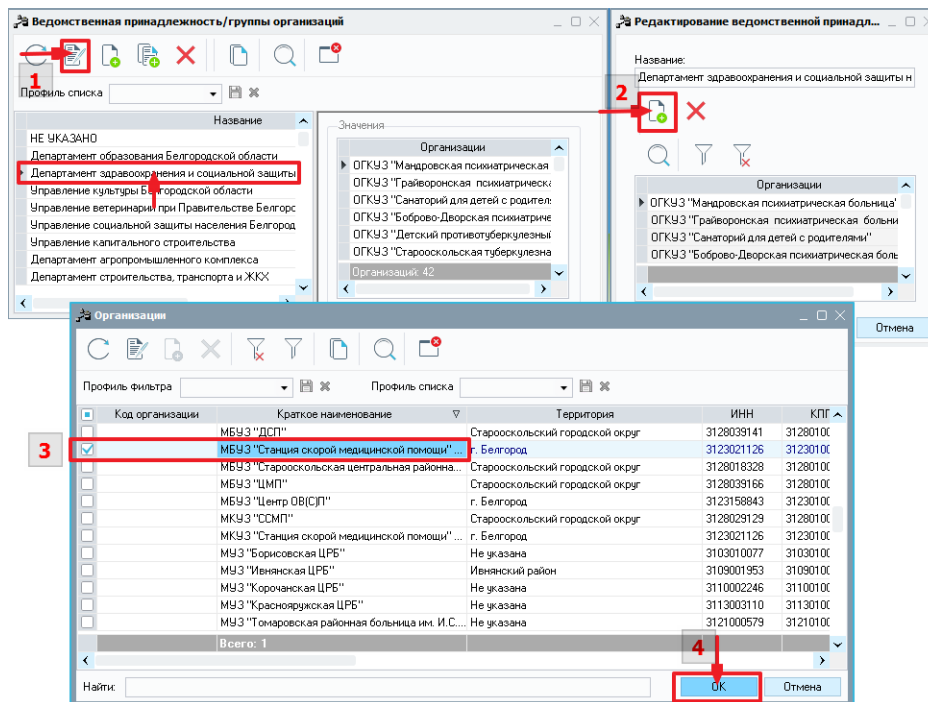 Ведомственная принадлежность/группы организаций
1
Профиль списка
Название
НЕ УКАЗАНО
Департамент образования Белгородской области
Департамент здравоохранения и социальной защиты
Управление культуры Белгородской области
Управление ветеринарии при Правительстве Белгорс
Управление социальной защиты населения Белгород
Управление капитального строительства
Департамент агропромышленного комплекса
Департамент строительства, транспорта и ЖКХ
Значения
Организации
ОГКУЗ "Мандровская психиатрическая
ОГКУЗ "Грайворонская психиатрическа
ОГКУЗ "Санаторий для детей с родител
ОГКУЗ "Боброво-Дворская психиатриче
ОГКУЗ "Детский противотуберкулезный
ОГКУЗ "Старооскольская туберкулезна
Организаций: 42
Редактирование ведомственной принадл...
Название:
Департамент здравоохранения и социальной защиты н
2
Организации
ОГКУЗ "Мандровская психиатрическая больница"
ОГКУЗ "Грайворонская психиатрическая больни
ОГКУЗ "Санаторий для детей с родителями"
ОГКУЗ "Боброво-Дворская психиатрическая боль
Отмена
Организации
Профиль фильтра Профиль списка
Код организации Краткое наименование Территория ИНН КПГ
МБУЗ "ДСП" Старооскольский городской округ 3128039141 3128010(
3 МБУЗ "Станция скорой медицинской помощи" ... г. Белгород 3123021126 3123010(
МБУЗ "Старооскольская центральная районна... Старооскольский городской округ 3128018328 3128010(
МБУЗ "ЦМП" Старооскольский городской округ 3128039166 3128010(
МБУЗ "Центр ОВ(С)П" г. Белгород 3123158843 3123010(
МКУЗ "ССМП" Старооскольский городской округ 3128029129 3128010(
МКУЗ "Станция скорой медицинской помощи" ... г. Белгород 3123021126 3123010(
МУЗ "Борисовская ЦРБ" Не указана 3103010077 3103010(
МУЗ "Ивнянская ЦРБ" Ивнянский район 3109001953 3109010(
МУЗ "Корочанская ЦРБ" Не указана 3110002246 3110010(
МУЗ "Краснояружская ЦРБ" Не указана 3113003110 3113010(
МУЗ "Томаровская районная больница им. И.С.... Не указана 3121000579 3121010(
Всего: 1
4
Найти: OK Отмена